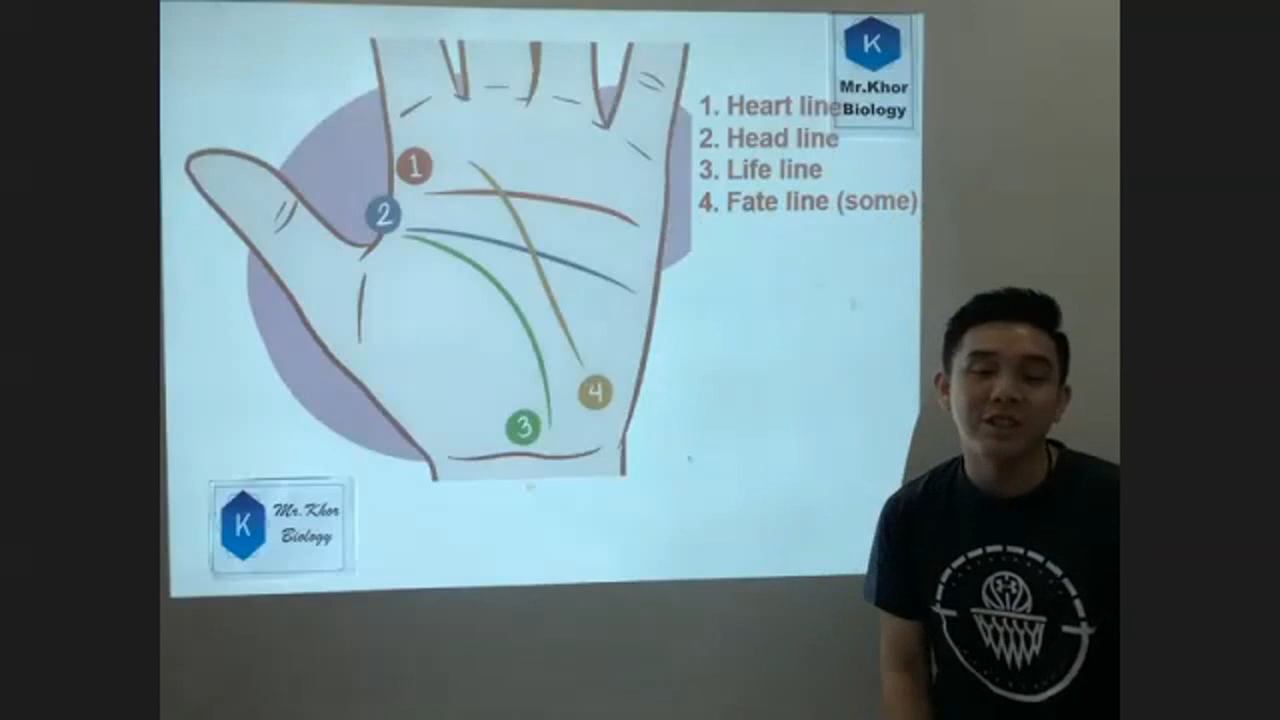 K
Mr.Khor
Biology
1. Heart line
2. Head line
3. Life line
4. Fate line (some)
1
2
3
4
K
Mr.Khor
Biology